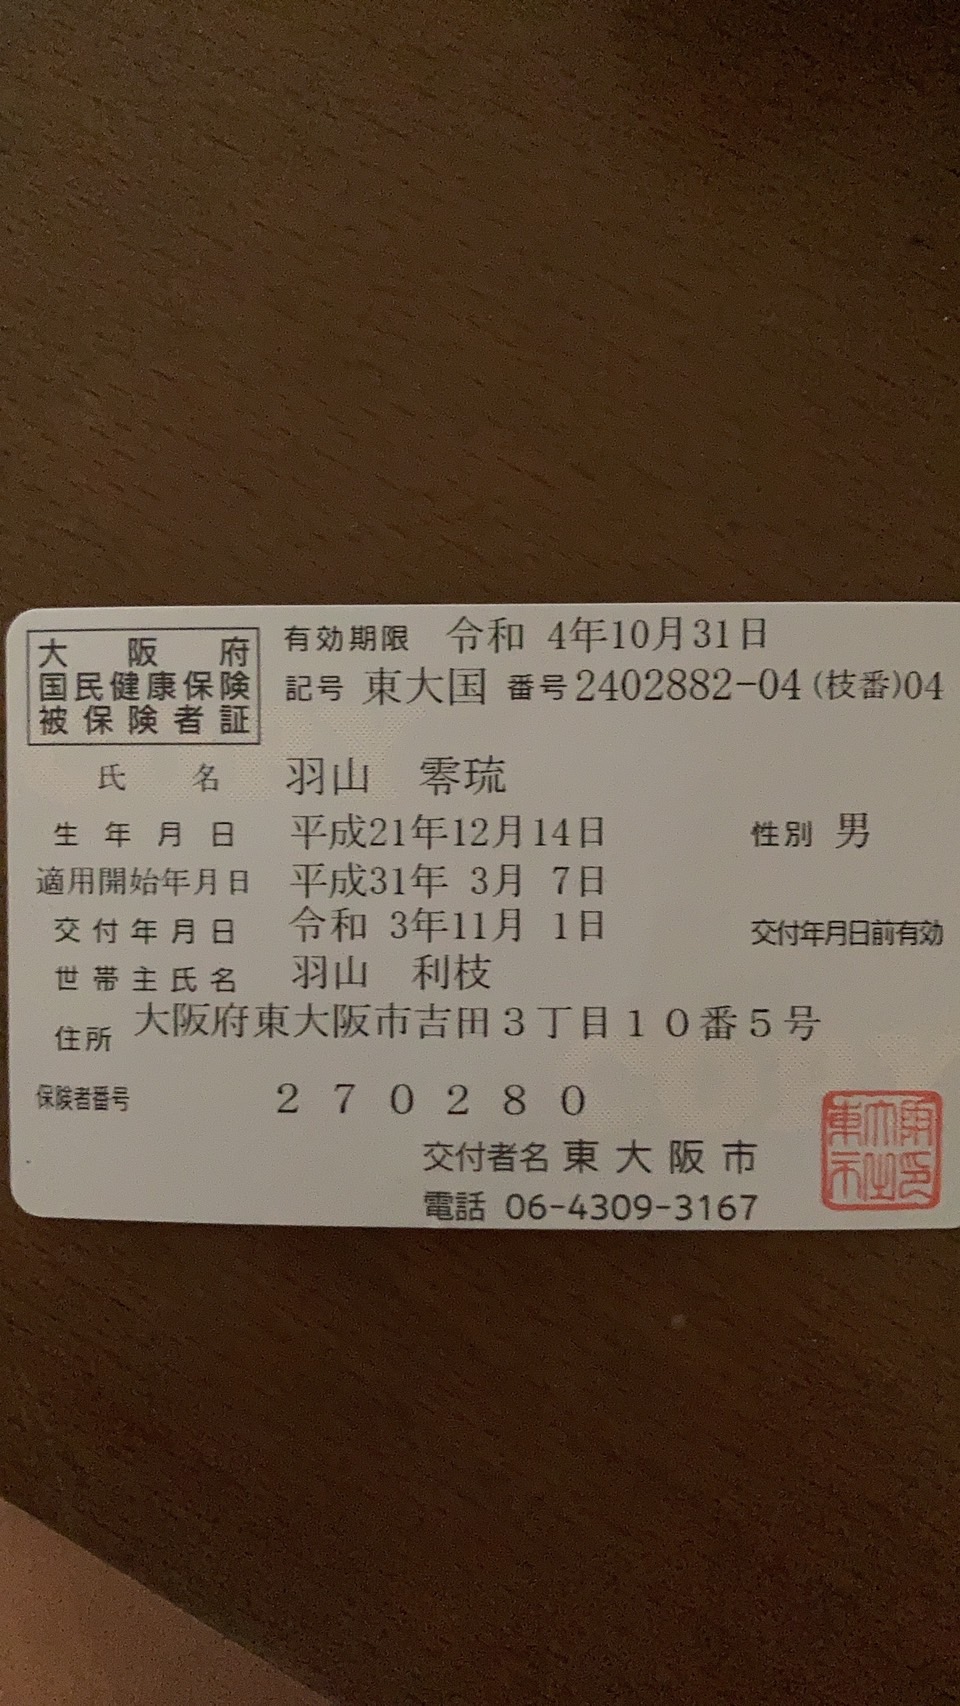 大阪府
国民健康保険
被保険者証
有効期限 令和 4年10月31日
記号 東大国 番号2402882-04 (枝番)04
氏名 羽山 零琉
生年月日 平成21年12月14日 性別 男
適用開始年月日 平成31年 3月 7日
交付年月日 令和 3年11月 1日 交付年月日前有効
世帯主氏名 羽山 利枝
住所 大阪府東大阪市吉田3丁目10番5号
保険者番号 270280
交付者名 東大阪市
電話 06-4309-3167